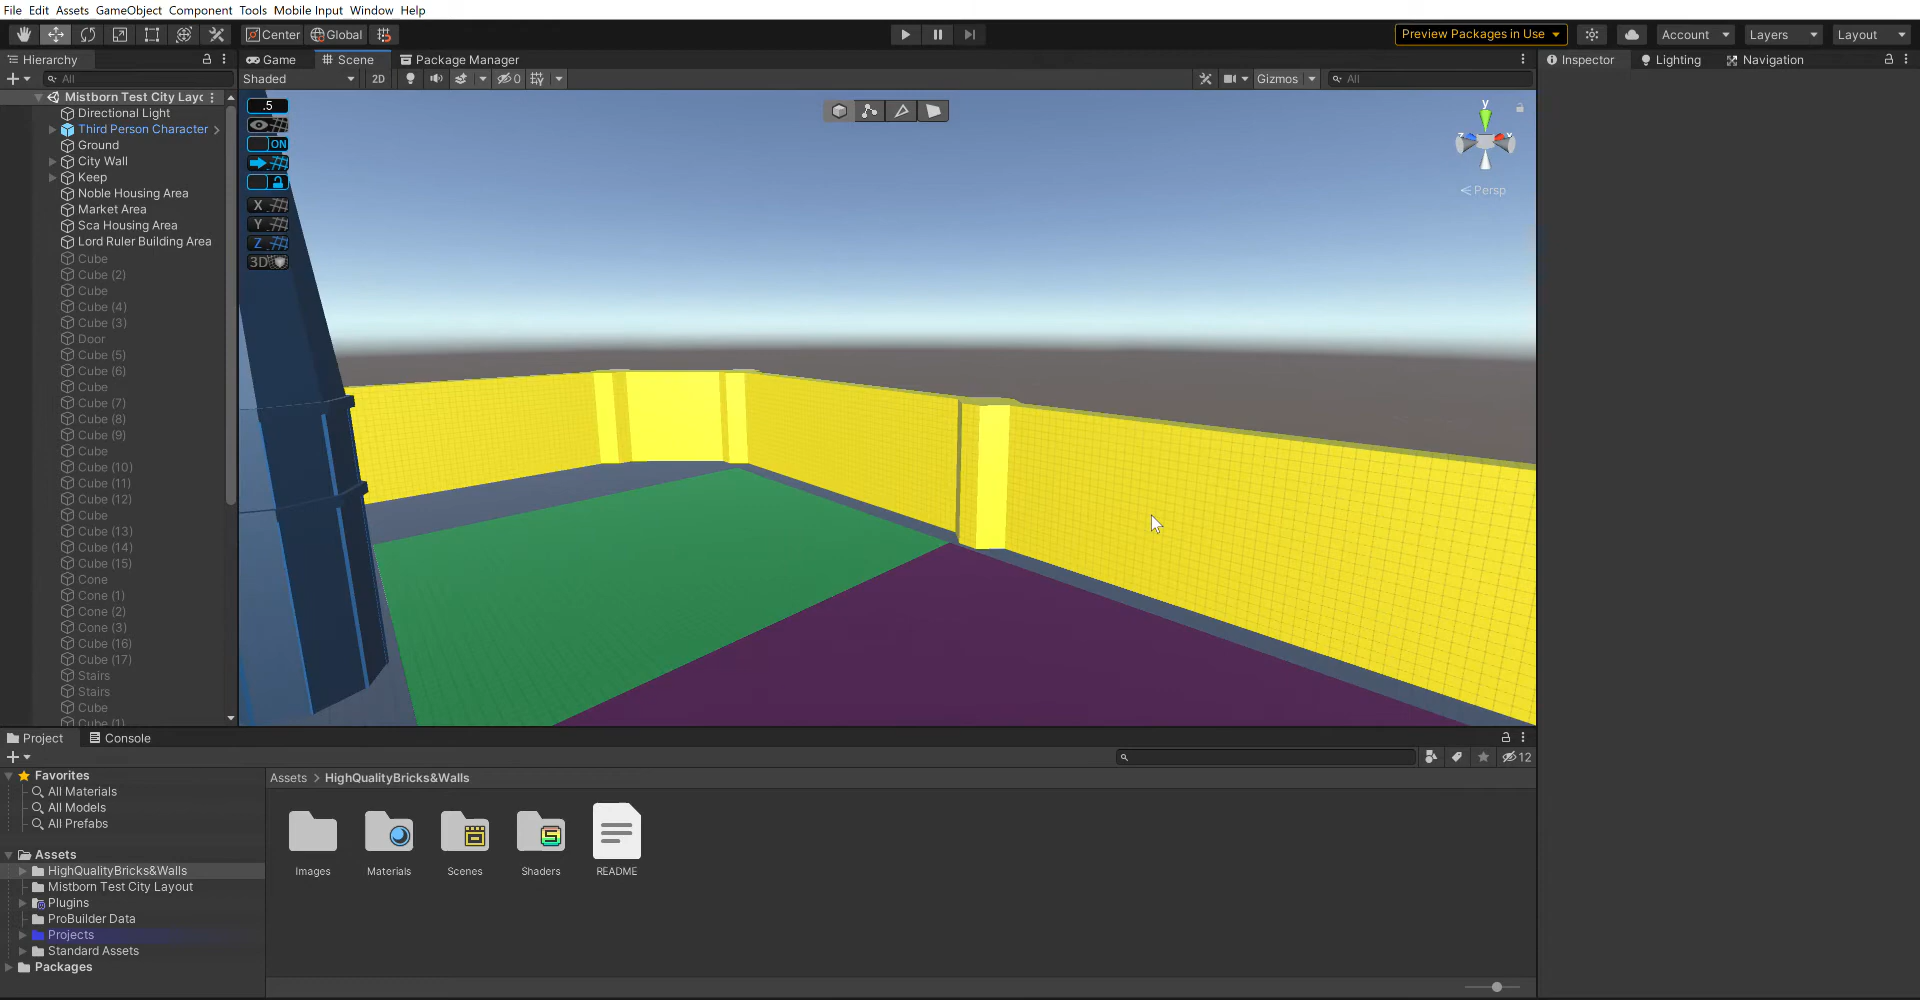 File Edit Assets GameObject Component Tools Mobile Input Window Help
Center Global Preview Packages in Use Account Layers Layout
Hierarchy Game Scene Package Manager Inspector Lighting Navigation
All Shaded 2D 0 Gizmos All
Mistborn Test City Layc
Directional Light
Third Person Character
Ground
City Wall
Keep
Noble Housing Area
Market Area
Sca Housing Area
Lord Ruler Building Area
Cube
Cube (2)
Cube
Cube (4)
Cube (3)
Door
Cube (5)
Cube (6)
Cube
Cube (7)
Cube (8)
Cube (9)
Cube
Cube (10)
Cube (11)
Cube (12)
Cube
Cube (13)
Cube (14)
Cube (15)
Cone
Cone (1)
Cone (2)
Cone (3)
Cube (16)
Cube (17)
Stairs
Stairs
Cube
Cube (1)
.5
ON
X
Y
Z
3D
y
z x
Persp
Project Console
12
Favorites
All Materials
All Models
All Prefabs
Assets
HighQualityBricks&Walls
Mistborn Test City Layout
Plugins
ProBuilder Data
Projects
Standard Assets
Packages
Assets > HighQualityBricks&Walls
Images Materials Scenes Shaders README